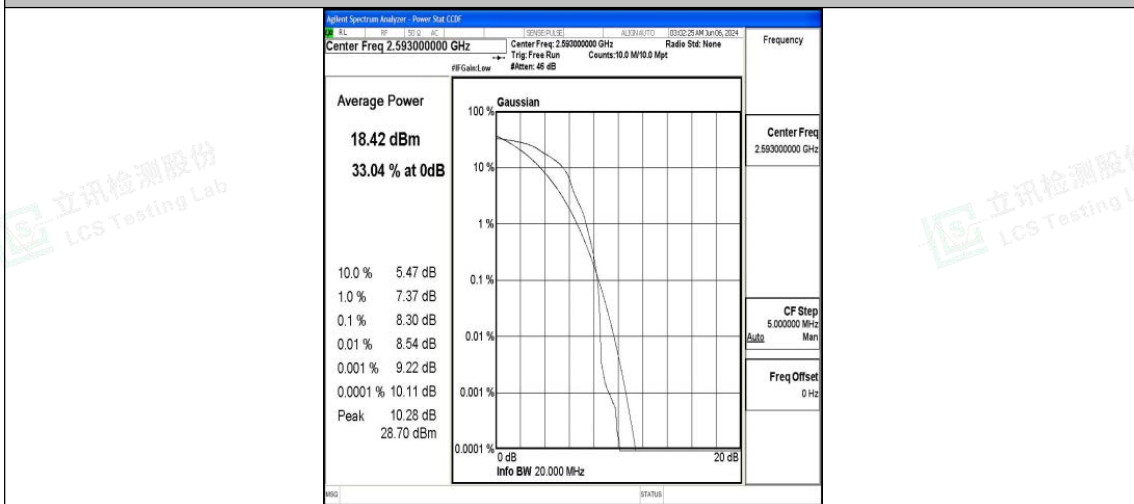 Agilent Spectrum Analyzer - Power Stat CCDF
RL RF 50 Ω AC SENSE:PULSE ALIGN AUTO 03:02:25 AM Jun 06, 2024
Center Freq 2.593000000 GHz
Center Freq: 2.593000000 GHz Radio Std: None
Trig: Free Run Counts:10.0 M/10.0 Mpt
#IFGain:Low #Atten: 46 dB
Frequency
Average Power
18.42 dBm
33.04 % at 0dB
10.0 % 5.47 dB
1.0 % 7.37 dB
0.1 % 8.30 dB
0.01 % 8.54 dB
0.001 % 9.22 dB
0.0001 % 10.11 dB
Peak 10.28 dB
28.70 dBm
Gaussian
100 %
10 %
1 %
0.1 %
0.01 %
0.001 %
0.0001 %
0 dB 20 dB
Info BW 20.000 MHz
Center Freq
2.593000000 GHz
CF Step
5.000000 MHz
Auto Man
Freq Offset
0 Hz
MSG STATUS
立讯检测股份
LCS Testing Lab
立讯检测股份
LCS Testing L